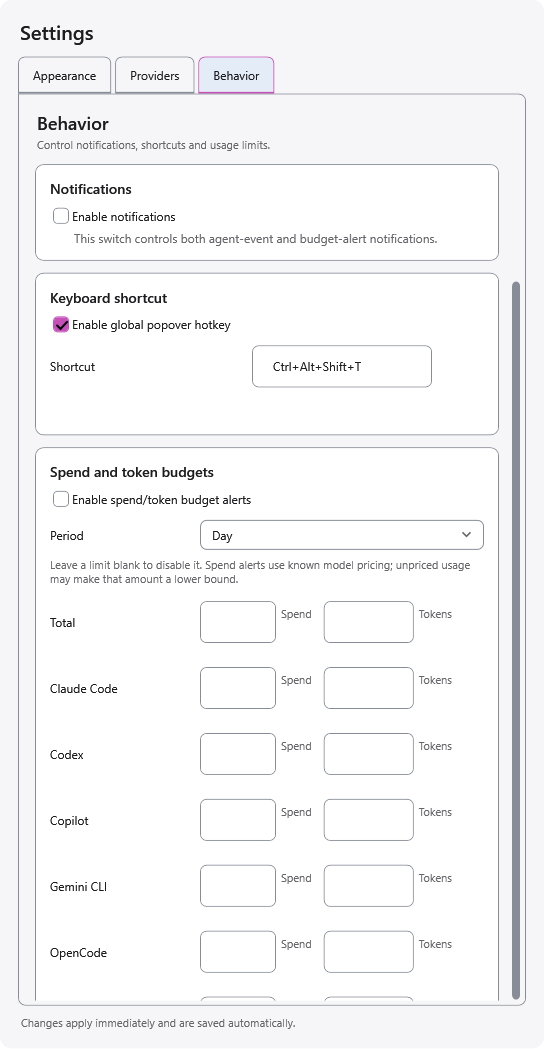 Settings
Appearance
Providers
Behavior
Behavior
Control notifications, shortcuts and usage limits.
Notifications
Enable notifications
This switch controls both agent-event and budget-alert notifications.
Keyboard shortcut
Enable global popover hotkey
Shortcut
Ctrl+Alt+Shift+T
Spend and token budgets
Enable spend/token budget alerts
Period
Day
Leave a limit blank to disable it. Spend alerts use known model pricing; unpriced usage
may make that amount a lower bound.
Total
Spend
Tokens
Claude Code
Spend
Tokens
Codex
Spend
Tokens
Copilot
Spend
Tokens
Gemini CLI
Spend
Tokens
OpenCode
Spend
Tokens
Changes apply immediately and are saved automatically.